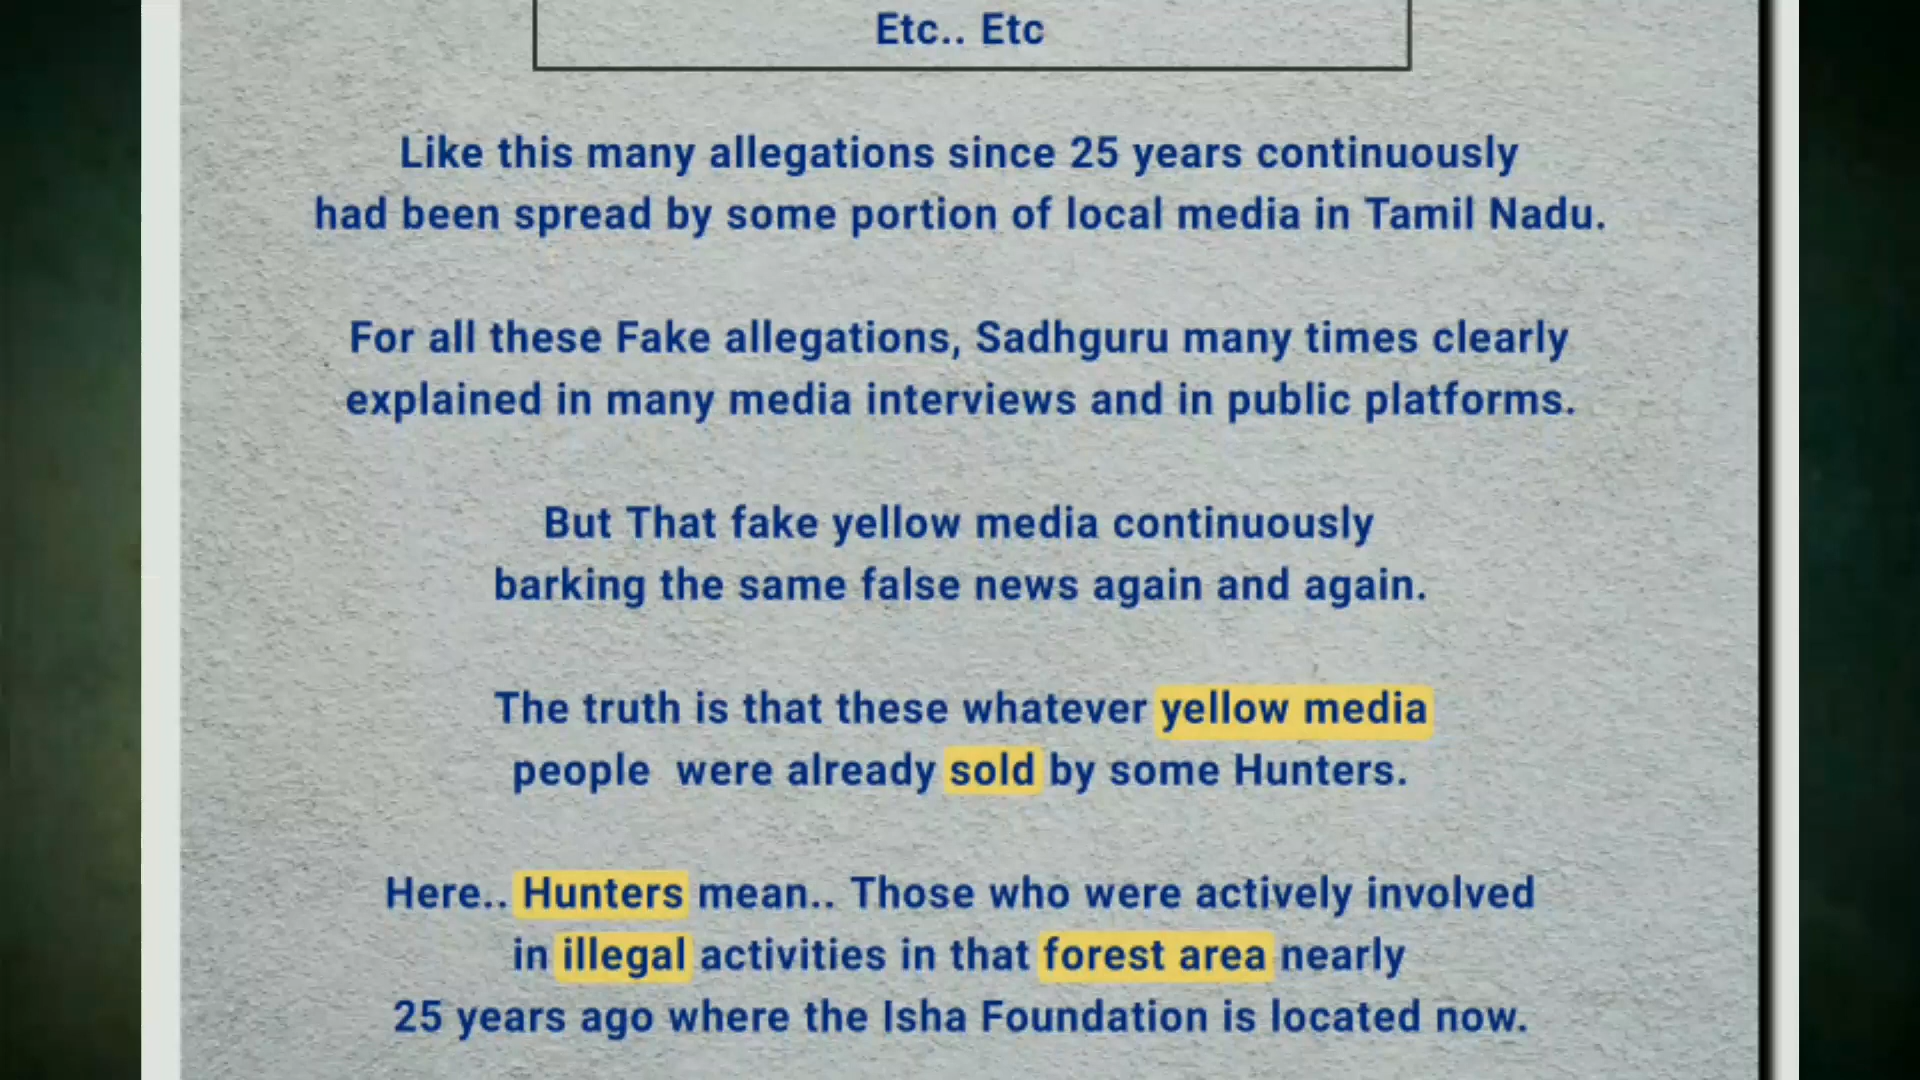 Etc.. Etc
Like this many allegations since 25 years continuously
had been spread by some portion of local media in Tamil Nadu.
For all these Fake allegations, Sadhguru many times clearly
explained in many media interviews and in public platforms.
But That fake yellow media continuously
barking the same false news again and again.
The truth is that these whatever yellow media
people were already sold by some Hunters.
Here.. Hunters mean.. Those who were actively involved
in illegal activities in that forest area nearly
25 years ago where the Isha Foundation is located now.